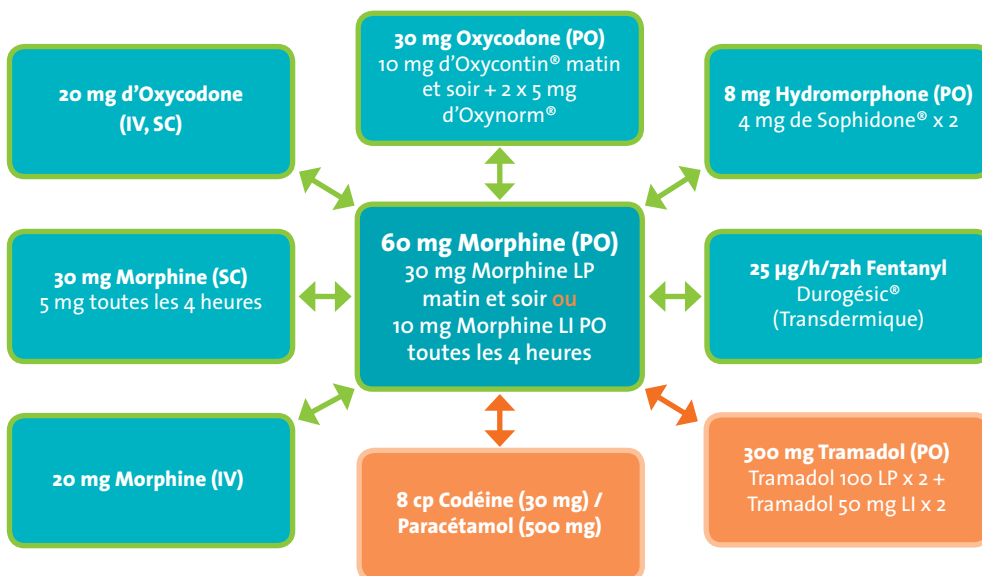 30 mg Oxycodone (PO)
10 mg d’Oxycontin® matin
et soir + 2 x 5 mg
d’Oxynorm®
20 mg d’Oxycodone
(IV, SC)
8 mg Hydromorphone (PO)
4 mg de Sophidone® x 2
30 mg Morphine (SC)
5 mg toutes les 4 heures
60 mg Morphine (PO)
30 mg Morphine LP
matin et soir ou
10 mg Morphine LI PO
toutes les 4 heures
25 µg/h/72h Fentanyl
Durogésic®
(Transdermique)
20 mg Morphine (IV)
8 cp Codéine (30 mg) /
Paracétamol (500 mg)
300 mg Tramadol (PO)
Tramadol 100 LP x 2 +
Tramadol 50 mg LI x 2